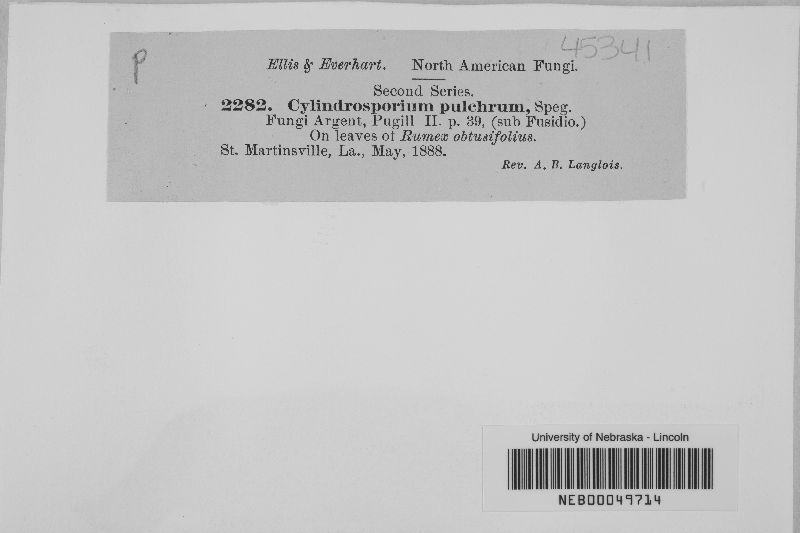 P
45341
Ellis & Everhart. North American Fungi.
Second Series.
2282. Cylindrosporium pulchrum, Speg.
Fungi Argent, Pugill II. p. 39, (sub Fusidio.)
On leaves of Rumex obtusifolius.
St. Martinsville, La., May, 1888.
Rev. A. B. Langlois.
University of Nebraska - Lincoln
NEB00049714